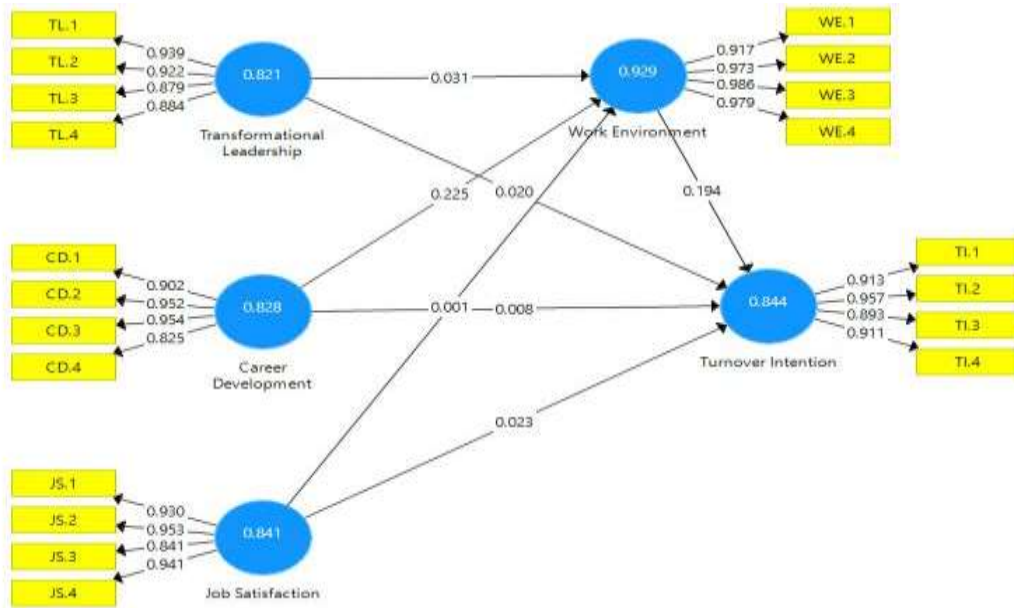 TL.1
TL.2
TL.3
TL.4
0.939
0.922
0.879
0.884
0.821
Transformational
Leadership
0.031
0.929
Work Environment
0.917
0.973
0.986
0.979
WE.1
WE.2
WE.3
WE.4
0.225
0.020
0.194
CD.1
CD.2
CD.3
CD.4
0.902
0.952
0.954
0.825
0.828
Career
Development
0.001
0.008
0.844
Turnover Intention
0.913
0.957
0.893
0.911
TI.1
TI.2
TI.3
TI.4
0.023
JS.1
JS.2
JS.3
JS.4
0.930
0.953
0.841
0.941
0.841
Job Satisfaction